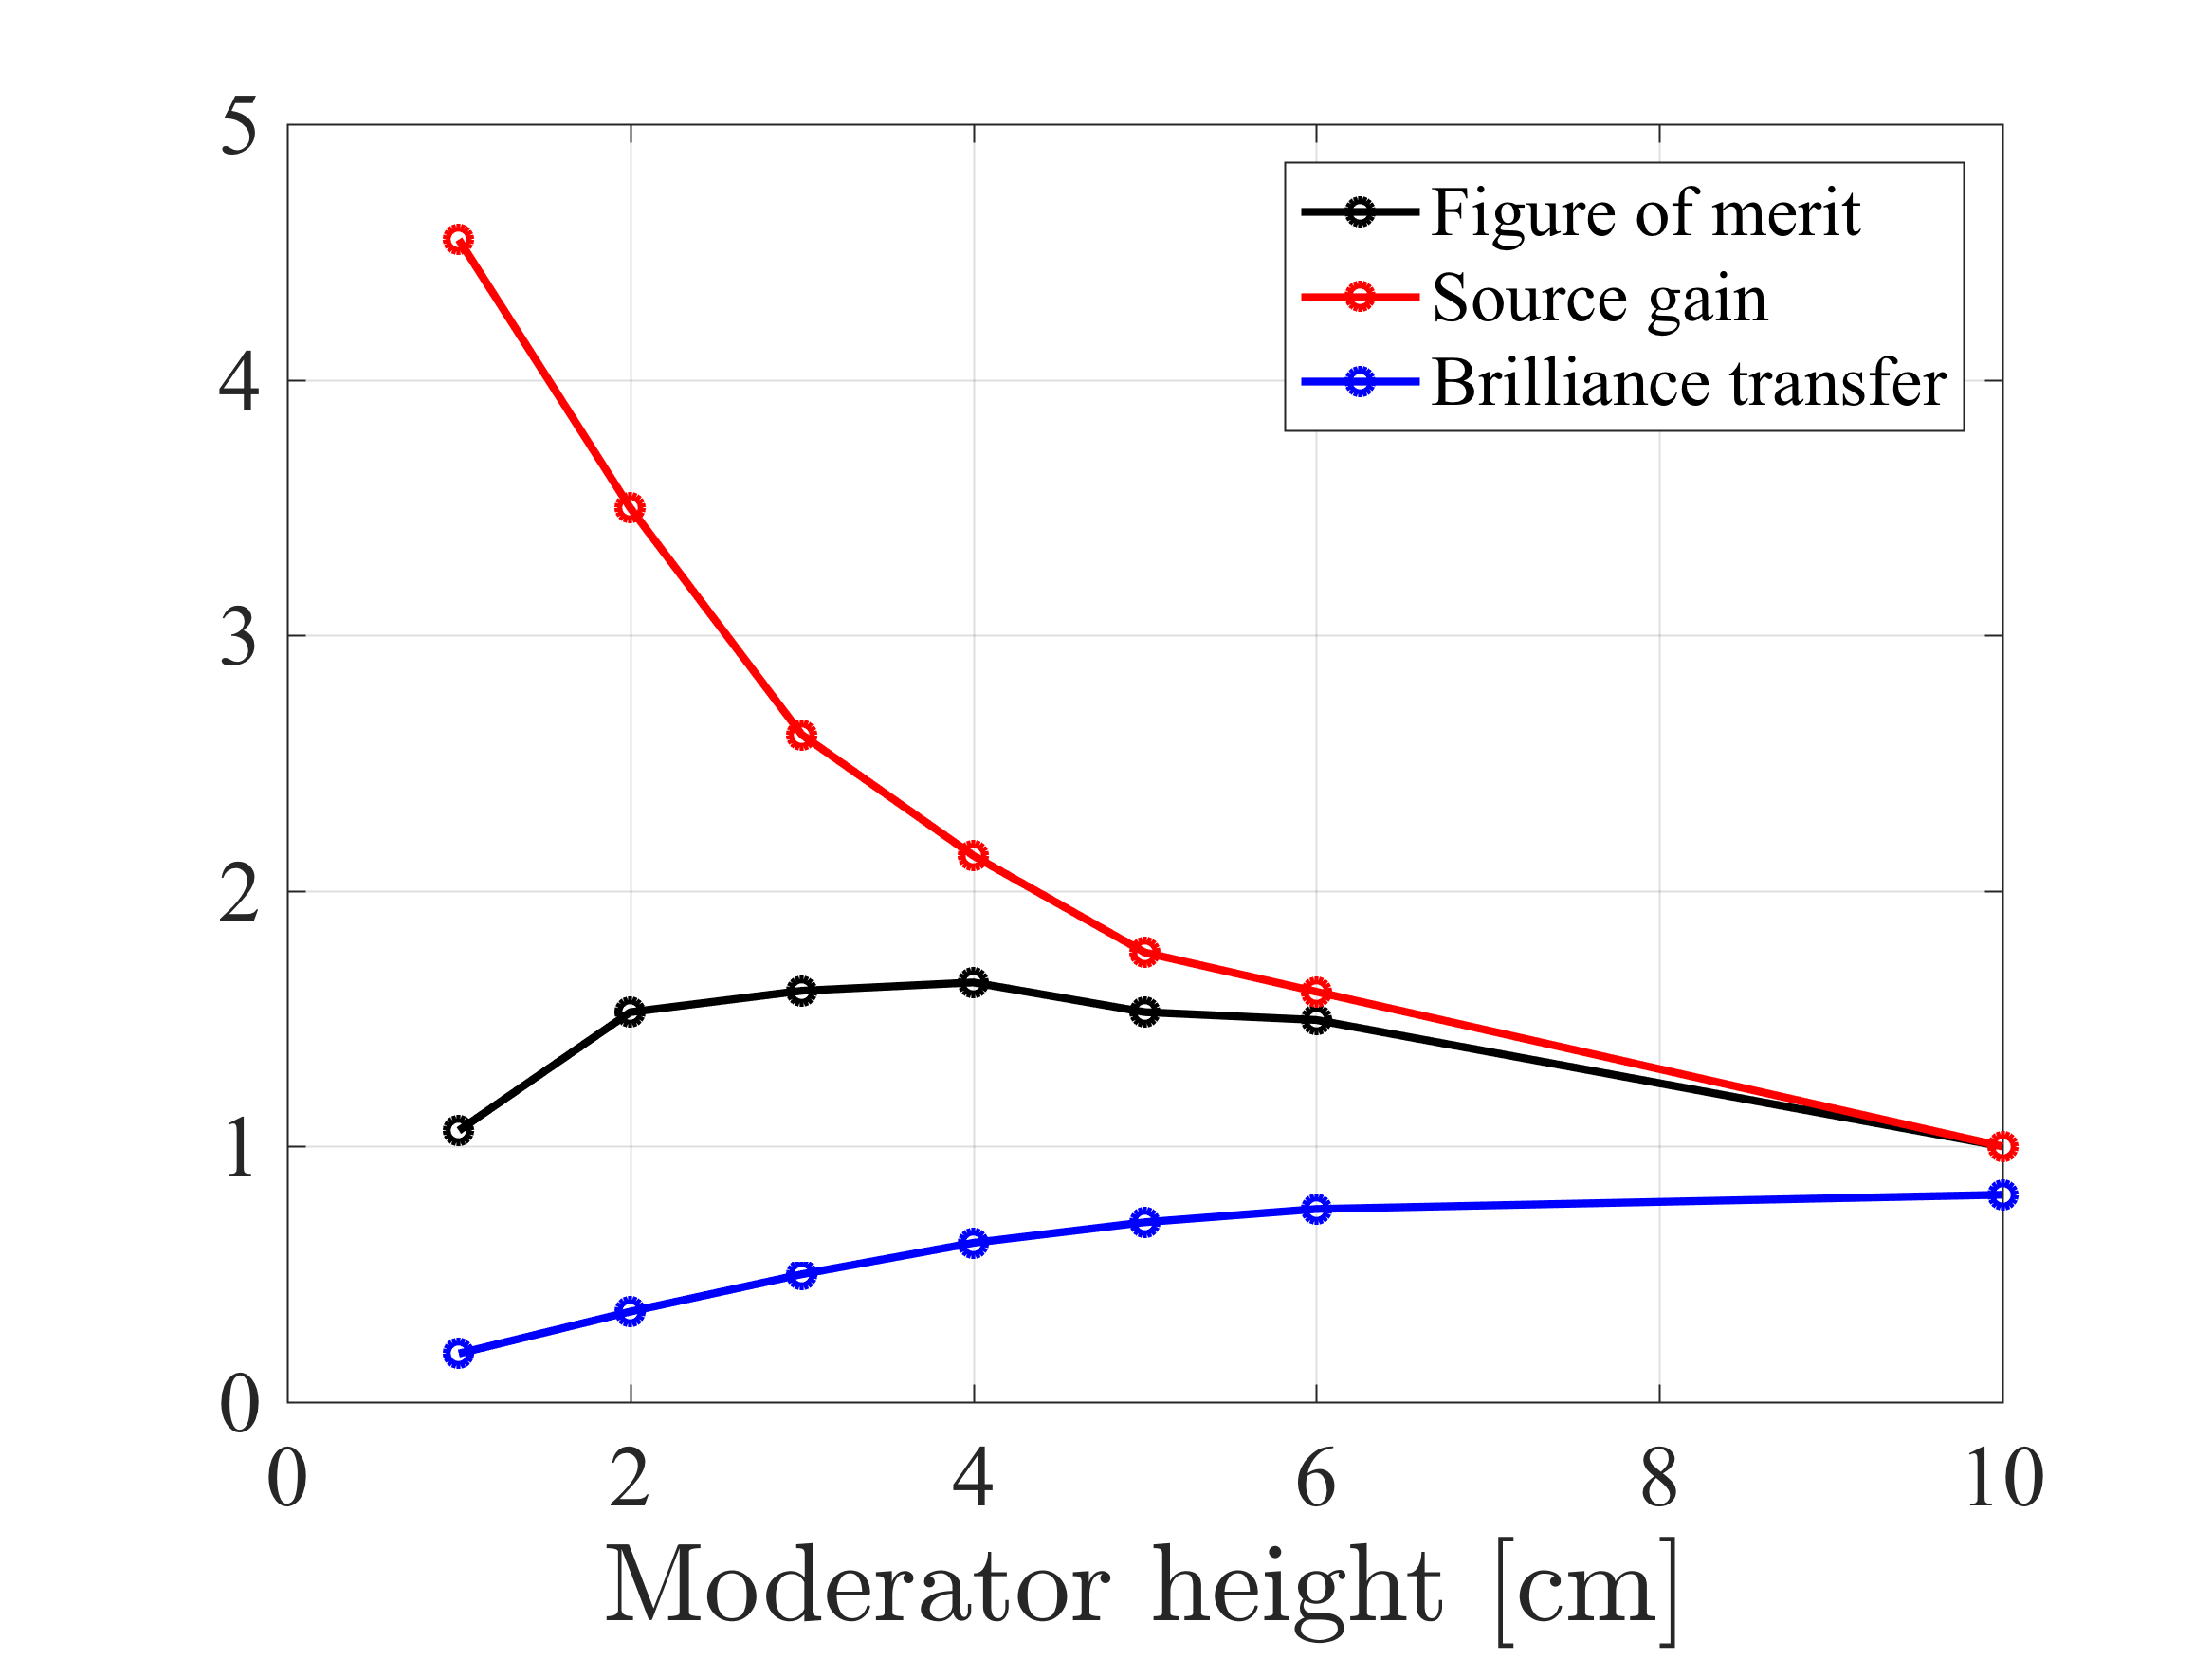 5
4
3
2
1
0
Figure of merit
Source gain
Brilliance transfer
0 2 4 6 8 10
Moderator height [cm]